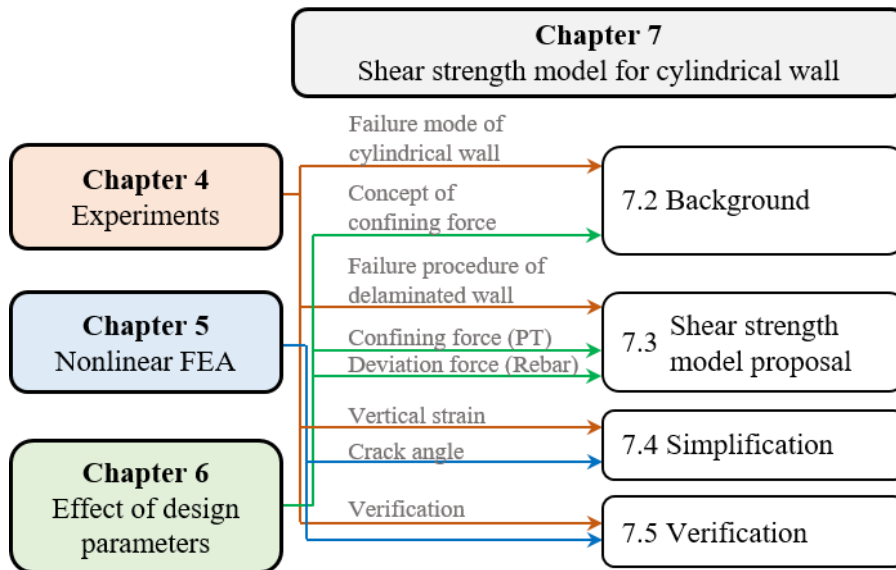 Chapter 7
Shear strength model for cylindrical wall
Chapter 4
Experiments
Chapter 5
Nonlinear FEA
Chapter 6
Effect of design
parameters
Failure mode of
cylindrical wall
Concept of
confining force
Failure procedure of
delaminated wall
Confining force (PT)
Deviation force (Rebar)
Vertical strain
Crack angle
Verification
7.2 Background
7.3 Shear strength
model proposal
7.4 Simplification
7.5 Verification